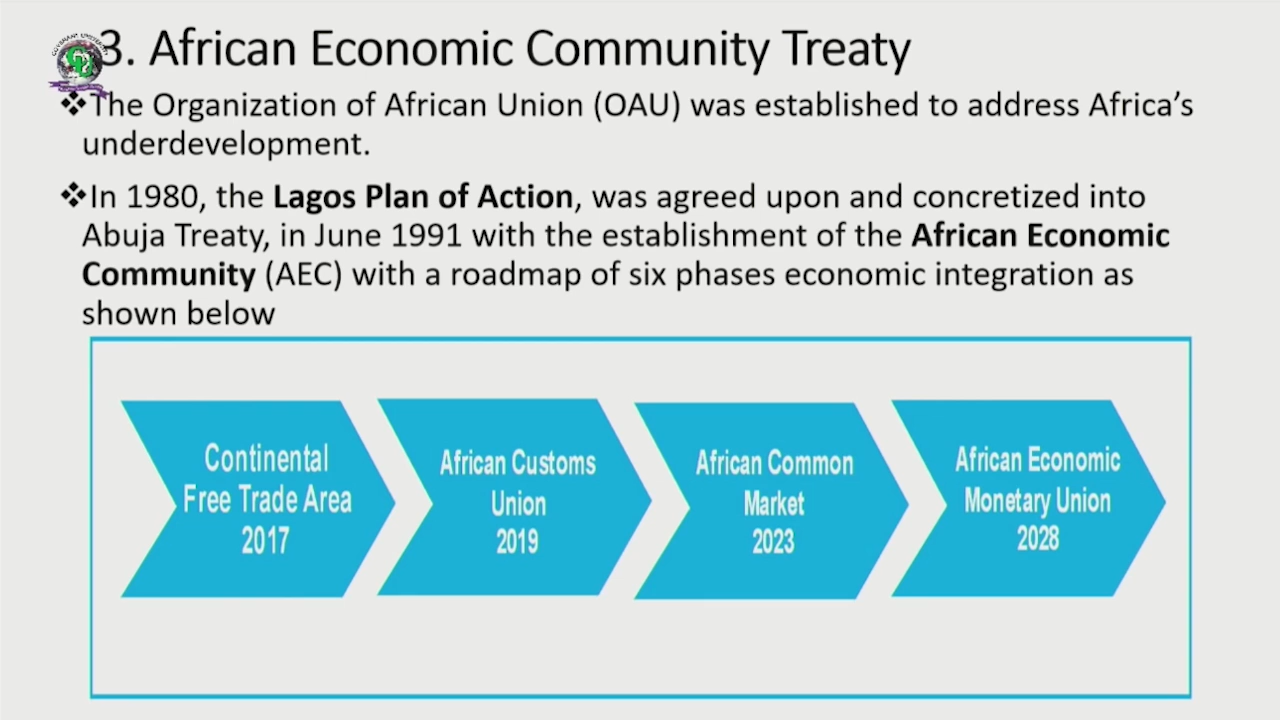 3. African Economic Community Treaty
❖The Organization of African Union (OAU) was established to address Africa's
underdevelopment.
❖In 1980, the Lagos Plan of Action, was agreed upon and concretized into
Abuja Treaty, in June 1991 with the establishment of the African Economic
Community (AEC) with a roadmap of six phases economic integration as
shown below
Continental
Free Trade Area
2017
African Customs
Union
2019
African Common
Market
2023
African Economic
Monetary Union
2028